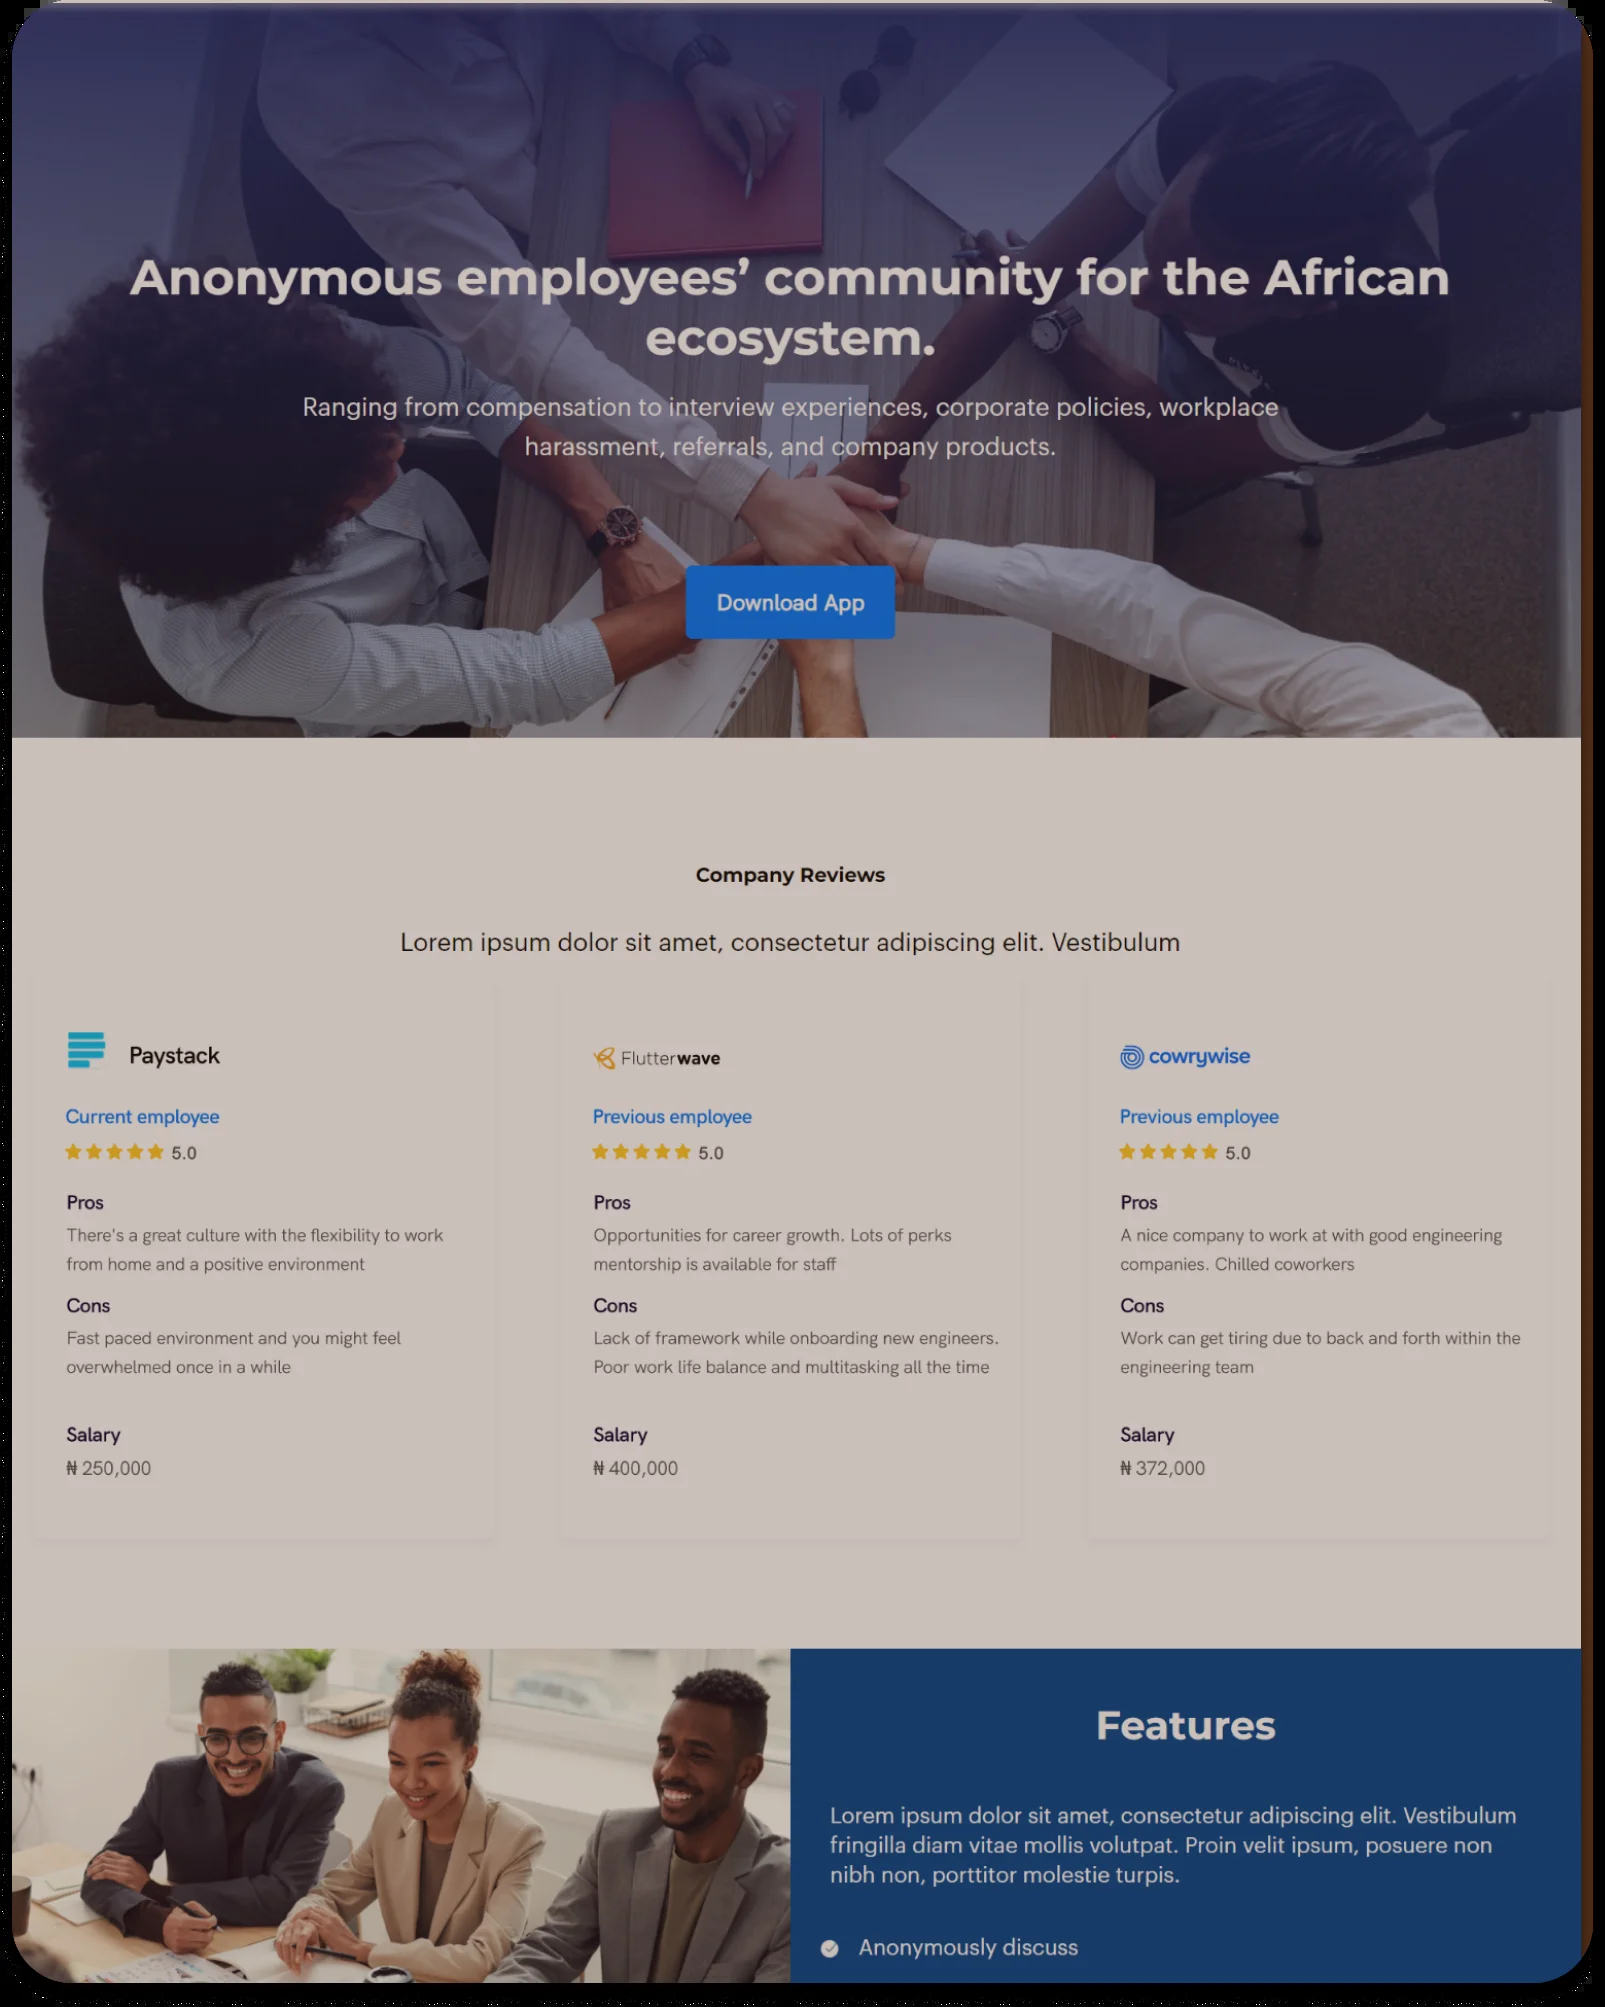 Anonymous employees’ community for the African
ecosystem.
Ranging from compensation to interview experiences, corporate policies, workplace
harassment, referrals, and company products.
Download App
Company Reviews
Lorem ipsum dolor sit amet, consectetur adipiscing elit. Vestibulum
Paystack
Current employee
5.0
Pros
There's a great culture with the flexibility to work
from home and a positive environment
Cons
Fast paced environment and you might feel
overwhelmed once in a while
Salary
₦ 250,000
Flutterwave
Previous employee
5.0
Pros
Opportunities for career growth. Lots of perks
mentorship is available for staff
Cons
Lack of framework while onboarding new engineers.
Poor work life balance and multitasking all the time
Salary
₦ 400,000
cowrywise
Previous employee
5.0
Pros
A nice company to work at with good engineering
companies. Chilled coworkers
Cons
Work can get tiring due to back and forth within the
engineering team
Salary
₦ 372,000
Features
Lorem ipsum dolor sit amet, consectetur adipiscing elit. Vestibulum
fringilla diam vitae mollis volutpat. Proin velit ipsum, posuere non
nibh non, porttitor molestie turpis.
Anonymously discuss